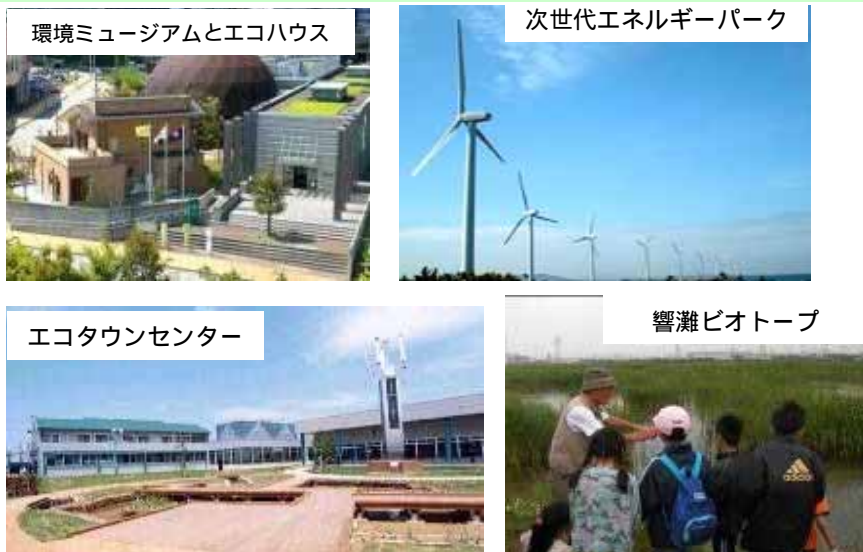 環境ミュージアムとエコハウス
次世代エネルギーパーク
エコタウンセンター
響灘ビオトープ
adidas